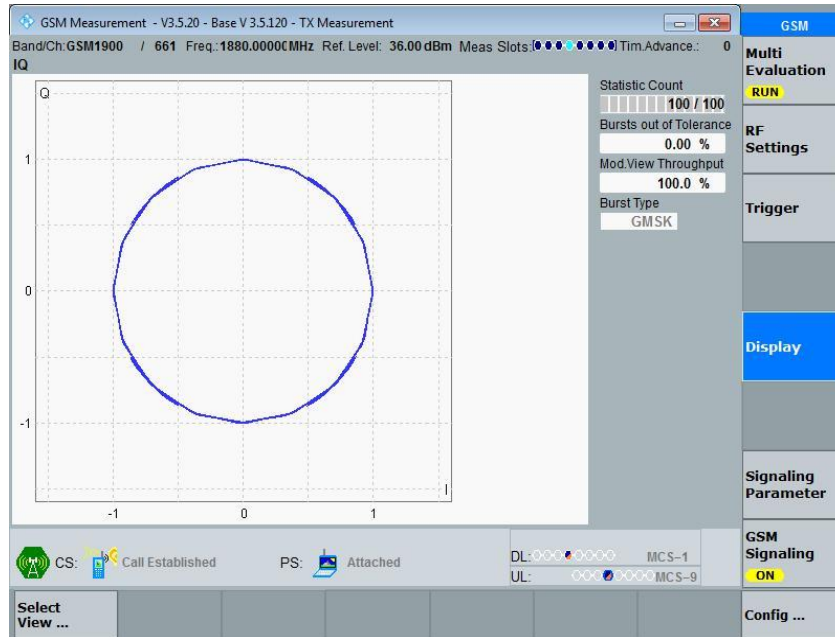 GSM Measurement - V3.5.20 - Base V 3.5.120 - TX Measurement
GSM
Band/Ch:GSM1900 / 661 Freq.:1880.0000(MHz Ref. Level: 36.00 dBm Meas Slots: Tim.Advance.: 0
IQ
Multi
Evaluation
RUN
Q
Statistic Count
100 / 100
Bursts out of Tolerance
0.00 %
Mod.View Throughput
100.0 %
Burst Type
GMSK
RF
Settings
Trigger
1
0
-1
I
-1 0 1
Display
Signaling
Parameter
CS: Call Established PS: Attached
DL: MCS-1
UL: MCS-9
GSM
Signaling
ON
Select
View ...
Config ...